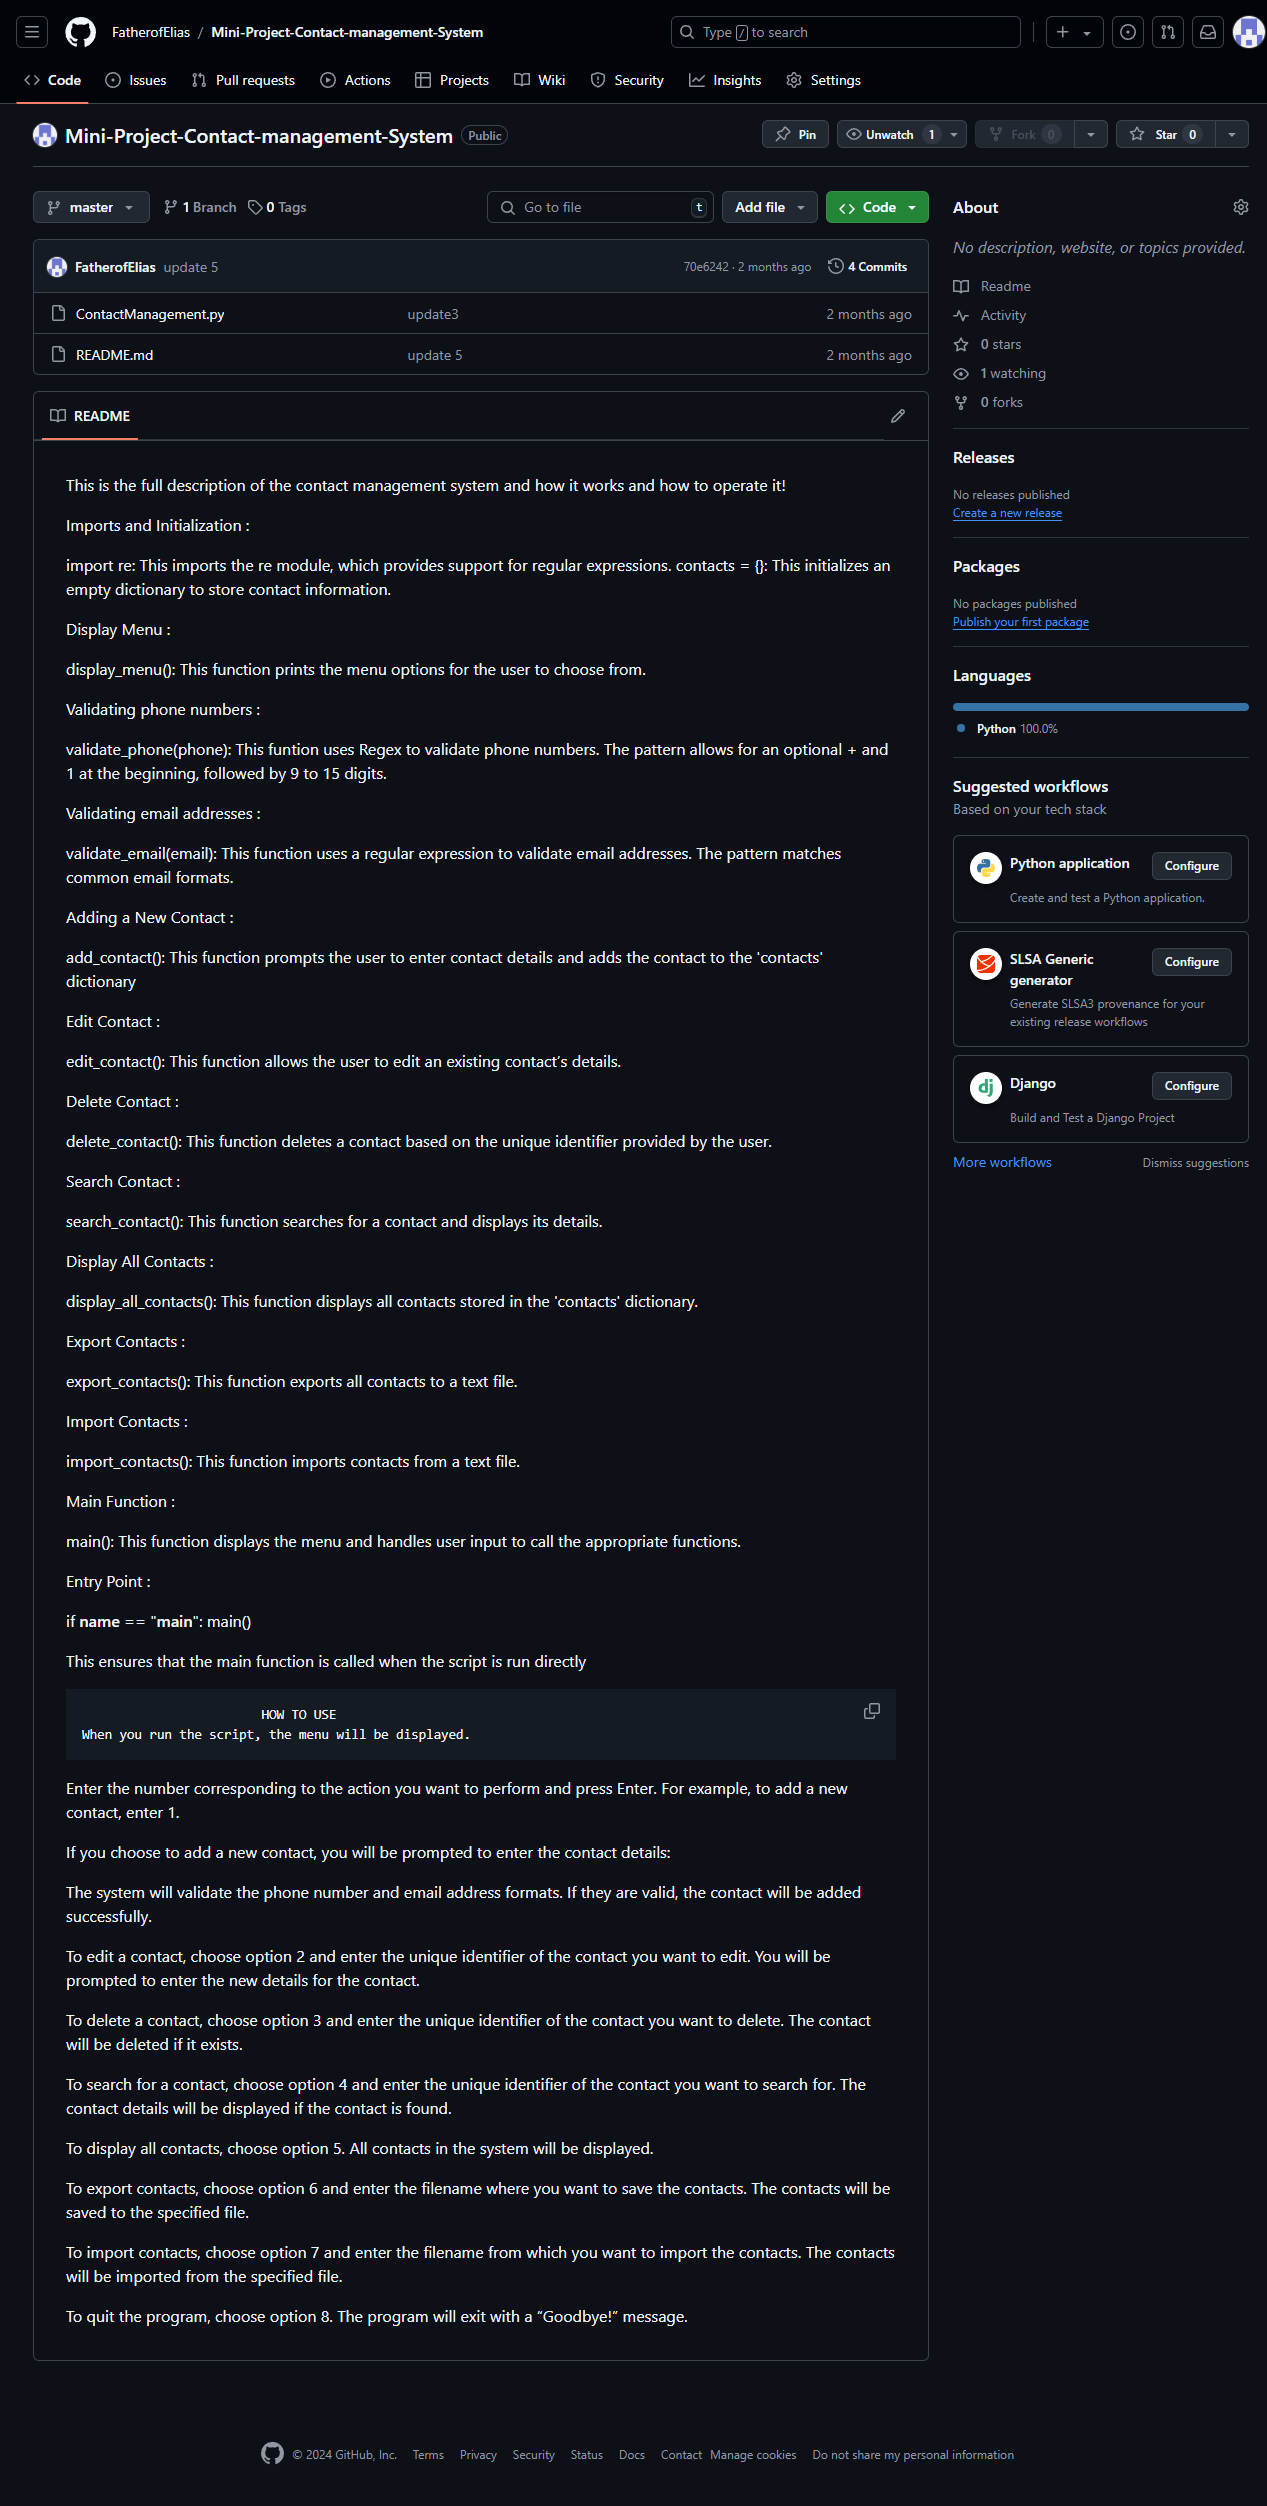 FatherofElias / Mini-Project-Contact-management-System
Type / to search
Code Issues Pull requests Actions Projects Wiki Security Insights Settings
Mini-Project-Contact-management-System Public
Pin Unwatch 1 Fork 0 Star 0
master 1 Branch 0 Tags
Go to file t Add file Code
FatherofElias update 5 70e6242 · 2 months ago 4 Commits
ContactManagement.py update3 2 months ago
README.md update 5 2 months ago
README
This is the full description of the contact management system and how it works and how to operate it!
Imports and Initialization :
import re: This imports the re module, which provides support for regular expressions. contacts = {}: This initializes an
empty dictionary to store contact information.
Display Menu :
display_menu(): This function prints the menu options for the user to choose from.
Validating phone numbers :
validate_phone(phone): This funtion uses Regex to validate phone numbers. The pattern allows for an optional + and
1 at the beginning, followed by 9 to 15 digits.
Validating email addresses :
validate_email(email): This function uses a regular expression to validate email addresses. The pattern matches
common email formats.
Adding a New Contact :
add_contact(): This function prompts the user to enter contact details and adds the contact to the 'contacts'
dictionary
Edit Contact :
edit_contact(): This function allows the user to edit an existing contact’s details.
Delete Contact :
delete_contact(): This function deletes a contact based on the unique identifier provided by the user.
Search Contact :
search_contact(): This function searches for a contact and displays its details.
Display All Contacts :
display_all_contacts(): This function displays all contacts stored in the 'contacts' dictionary.
Export Contacts :
export_contacts(): This function exports all contacts to a text file.
Import Contacts :
import_contacts(): This function imports contacts from a text file.
Main Function :
main(): This function displays the menu and handles user input to call the appropriate functions.
Entry Point :
if name == "main": main()
This ensures that the main function is called when the script is run directly
HOW TO USE
When you run the script, the menu will be displayed.
Enter the number corresponding to the action you want to perform and press Enter. For example, to add a new
contact, enter 1.
If you choose to add a new contact, you will be prompted to enter the contact details:
The system will validate the phone number and email address formats. If they are valid, the contact will be added
successfully.
To edit a contact, choose option 2 and enter the unique identifier of the contact you want to edit. You will be
prompted to enter the new details for the contact.
To delete a contact, choose option 3 and enter the unique identifier of the contact you want to delete. The contact
will be deleted if it exists.
To search for a contact, choose option 4 and enter the unique identifier of the contact you want to search for. The
contact details will be displayed if the contact is found.
To display all contacts, choose option 5. All contacts in the system will be displayed.
To export contacts, choose option 6 and enter the filename where you want to save the contacts. The contacts will be
saved to the specified file.
To import contacts, choose option 7 and enter the filename from which you want to import the contacts. The contacts
will be imported from the specified file.
To quit the program, choose option 8. The program will exit with a “Goodbye!” message.
About
No description, website, or topics provided.
Readme
Activity
0 stars
1 watching
0 forks
Releases
No releases published
Create a new release
Packages
No packages published
Publish your first package
Languages
Python 100.0%
Suggested workflows
Based on your tech stack
Python application Configure
Create and test a Python application.
SLSA Generic
generator
Configure
Generate SLSA3 provenance for your
existing release workflows
dj Django Configure
Build and Test a Django Project
More workflows Dismiss suggestions
© 2024 GitHub, Inc. Terms Privacy Security Status Docs Contact Manage cookies Do not share my personal information